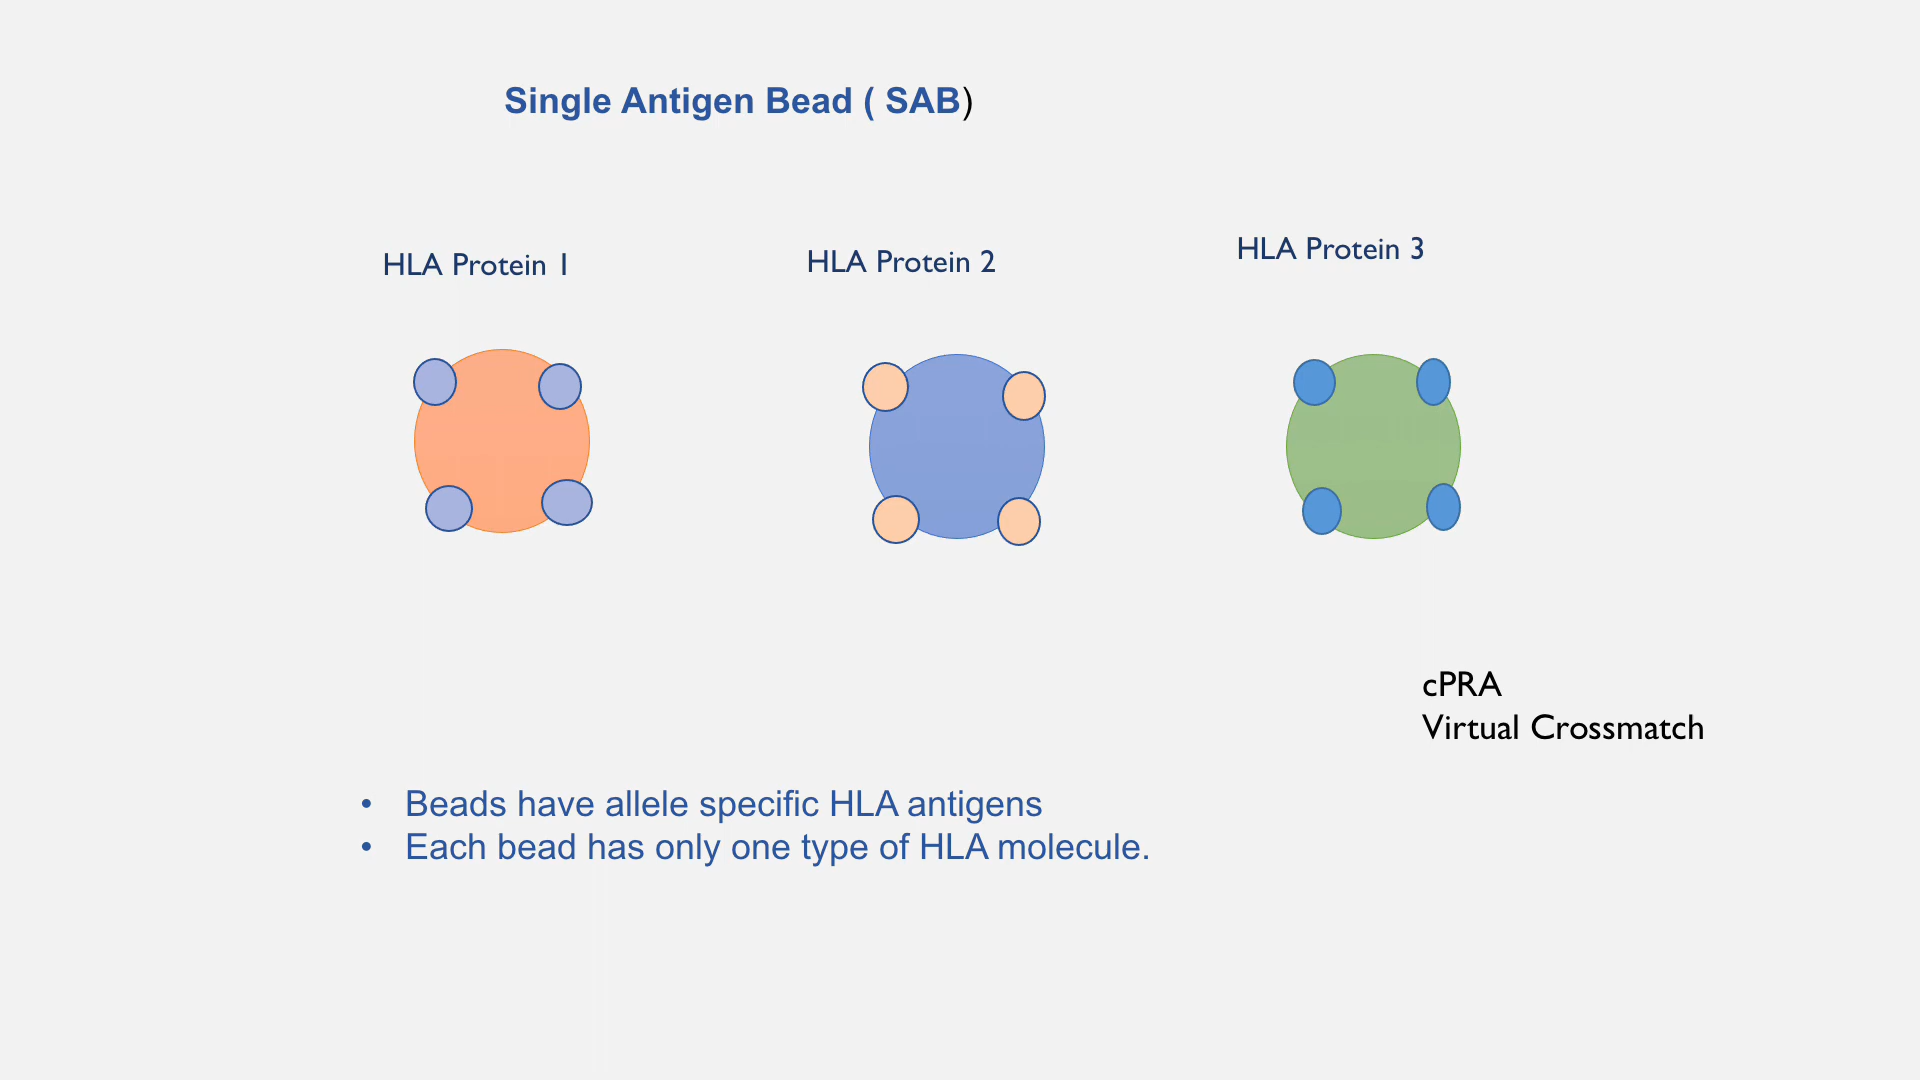 Single Antigen Bead ( SAB)
HLA Protein 1
HLA Protein 2
HLA Protein 3
cPRA
Virtual Crossmatch
• Beads have allele specific HLA antigens
• Each bead has only one type of HLA molecule.